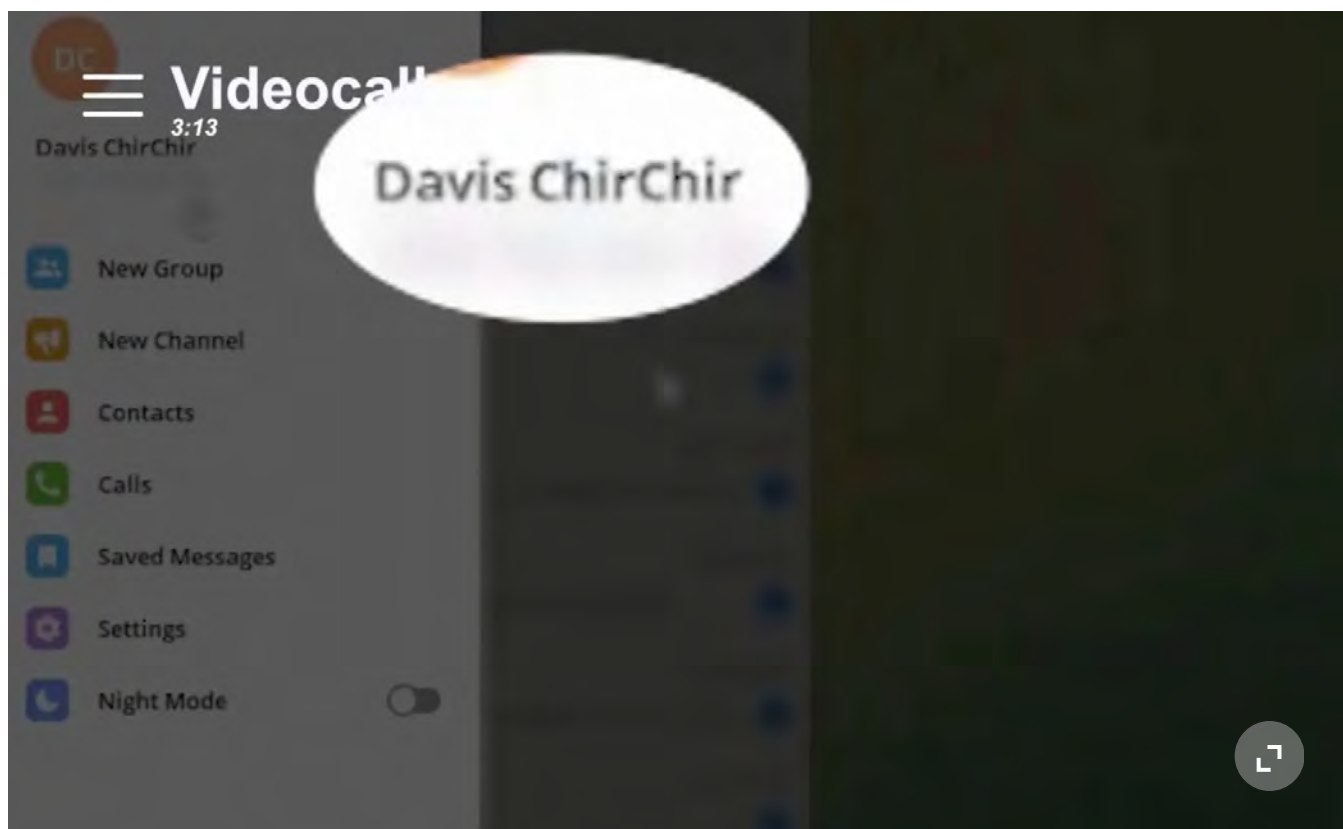 DC
Videocall
3:13
Davis ChirChir
Davis ChirChir
New Group
New Channel
Contacts
Calls
Saved Messages
Settings
Night Mode